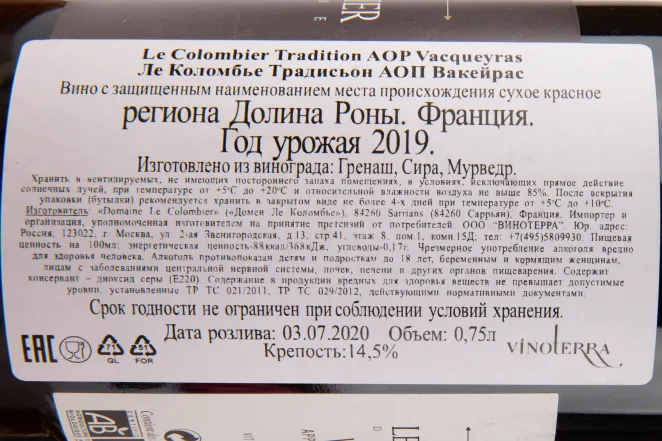 Le Colombier Tradition AOP Vacqueyras
Ле Коломбье Традисьон АОП Вакейрас
Вино с защищенным наименованием места происхождения сухое красное
региона Долина Роны. Франция.
Год урожая 2019.
Изготовлено из винограда: Гренаш, Сира, Мурведр.
Хранить в вентилируемых, не имеющих постороннего запаха помещениях, в условиях, исключающих прямое действие
солнечных лучей, при температуре от +5°С до +20°С и относительной влажности воздуха не выше 85%. После вскрытия
упаковки (бутылки) рекомендуется хранить в закрытом виде не более 4-х дней при температуре от +5°С до +10°С.
Изготовитель: «Domaine Le Colombier» («Домен Ле Коломбье»), 84260 Sarrians (84260 Саррьян), Франция. Импортер и
организация, уполномоченная изготовителем на принятие претензий от потребителей: ООО "ВИНОТЕРРА". Юр. адрес:
Россия, 123022, г. Москва, ул. 2-ая Звенигородская, д.13, стр.41, этаж 8, пом.1, комн.15Д; тел: +7(495)5809930. Пищевая
ценность на 100мл: энергетическая ценность-88ккал/368кДж, углеводы-0,17г. Чрезмерное употребление алкоголя вредно
для здоровья человека. Алкоголь противопоказан детям и подросткам до 18 лет, беременным и кормящим женщинам,
лицам с заболеваниями центральной нервной системы, почек, печени и других органов пищеварения. Содержит
консервант – диоксид серы (Е220). Содержание в продукции вредных для здоровья веществ не превышает допустимые
уровни, установленные ТР ТС 021/2011, ТР ТС 029/2012, действующими нормативными документами.
Срок годности не ограничен при соблюдении условий хранения.
Дата розлива: 03.07.2020 Объем: 0,75л
Крепость:14,5%
EAC
71
GL
51
FOR
VINOTERRA
AB